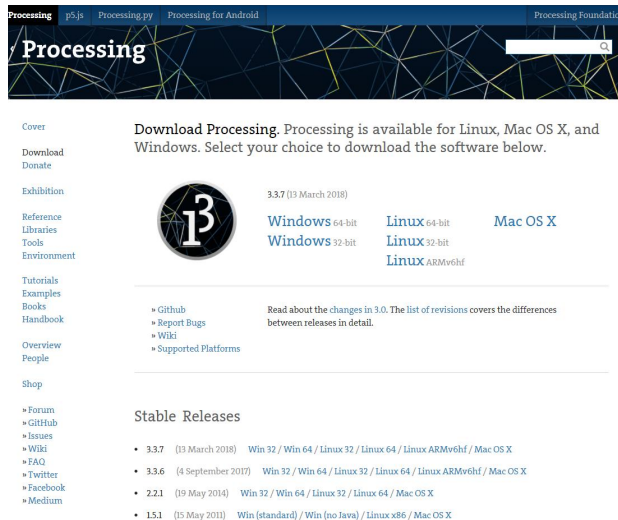 Processing p5.js Processing.py Processing for Android Processing Foundatio
Processing
Cover
Download
Donate
Exhibition
Reference
Libraries
Tools
Environment
Tutorials
Examples
Books
Handbook
Overview
People
Shop
» Forum
» GitHub
» Issues
» Wiki
» FAQ
» Twitter
» Facebook
» Medium
Download Processing. Processing is available for Linux, Mac OS X, and
Windows. Select your choice to download the software below.
3
3.3.7 (13 March 2018)
Windows 64-bit Linux 64-bit Mac OS X
Windows 32-bit Linux 32-bit
Linux ARMv6hf
» Github
» Report Bugs
» Wiki
» Supported Platforms
Read about the changes in 3.0. The list of revisions covers the differences
between releases in detail.
Stable Releases
• 3.3.7 (13 March 2018) Win 32 / Win 64 / Linux 32 / Linux 64 / Linux ARMv6hf / Mac OS X
• 3.3.6 (4 September 2017) Win 32 / Win 64 / Linux 32 / Linux 64 / Linux ARMv6hf / Mac OS X
• 2.2.1 (19 May 2014) Win 32 / Win 64 / Linux 32 / Linux 64 / Mac OS X
• 1.5.1 (15 May 2011) Win (standard) / Win (no Java) / Linux x86 / Mac OS X